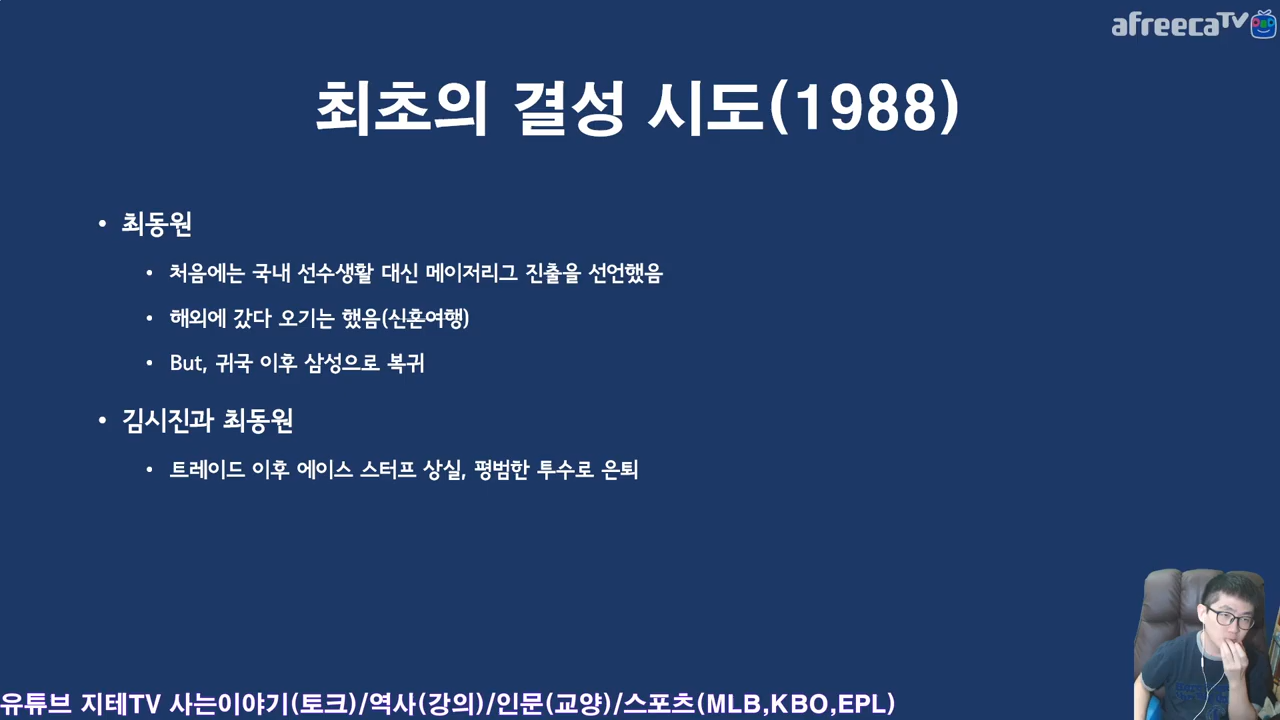 afreecaTV
최초의 결성 시도(1988)
• 최동원
• 처음에는 국내 선수생활 대신 메이저리그 진출을 선언했음
• 해외에 갔다 오기는 했음(신혼여행)
• But, 귀국 이후 삼성으로 복귀
• 김시진과 최동원
• 트레이드 이후 에이스 스터프 상실, 평범한 투수로 은퇴
유튜브 지테TV 사는이야기(토크)/역사(강의)/인문(교양)/스포츠(MLB,KBO,EPL)